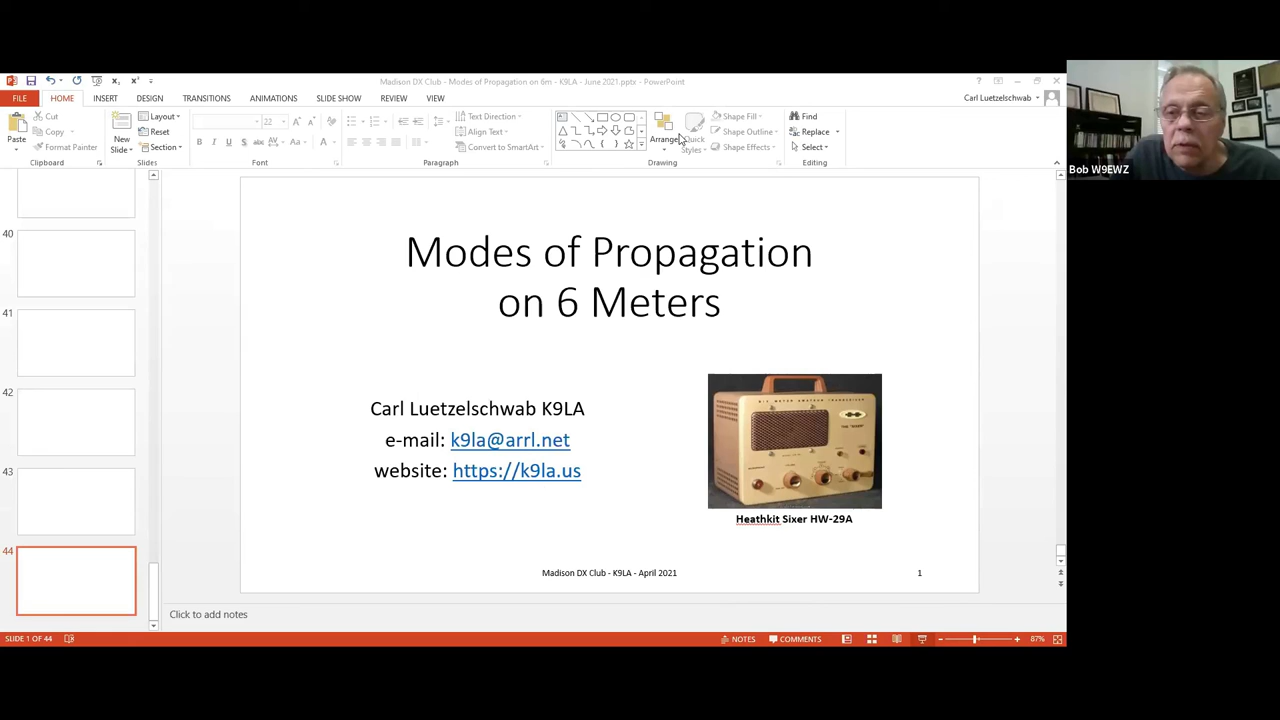 Madison DX Club - Modes of Propagation on 6m - K9LA - June 2021.pptx - PowerPoint
FILE HOME INSERT DESIGN TRANSITIONS ANIMATIONS SLIDE SHOW REVIEW VIEW
Carl Luetzelschwab
Paste
Cut
Copy
Format Painter
Clipboard
New
Slide
Layout
Reset
Section
Slides
22
Font
Text Direction
Align Text
Convert to SmartArt
Paragraph
Arrange
Quick
Styles
Shape Fill
Shape Outline
Shape Effects
Drawing
Find
Replace
Select
Editing
Bob W9EWZ
40
41
42
43
44
Modes of Propagation
on 6 Meters
Carl Luetzelschwab K9LA
e-mail: k9la@arrl.net
website: https://k9la.us
Heathkit Sixer HW-29A
Madison DX Club - K9LA - April 2021
1
Click to add notes
SLIDE 1 OF 44
NOTES
COMMENTS
87%